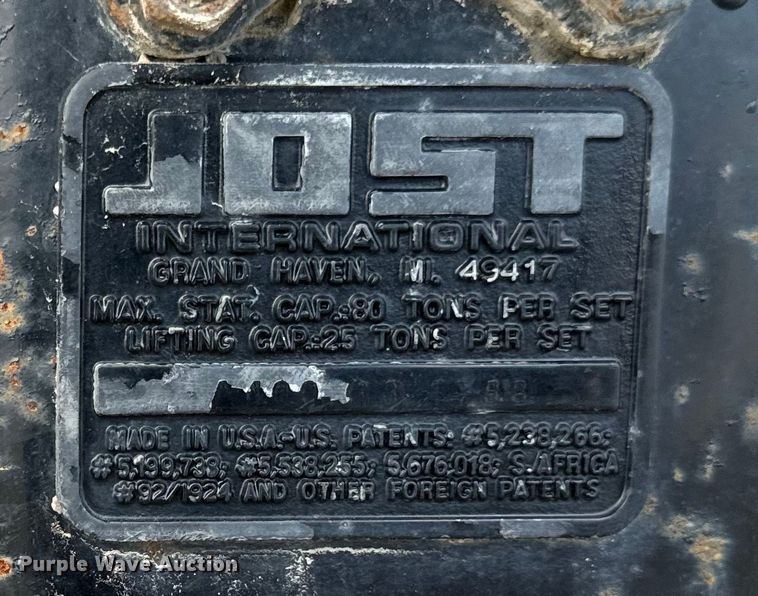 JOST
INTERNATIONAL
GRAND HAVEN, MI. 49417
MAX. STAT. CAP.:80 TONS PER SET
LIFTING CAP.:25 TONS PER SET
MADE IN U.S.A.-U.S. PATENTS: #5,238,266;
#5,199,738; #5,538,255; 5,676,018; S.AFRICA
#92/1924 AND OTHER FOREIGN PATENTS
Purple Wave Auction